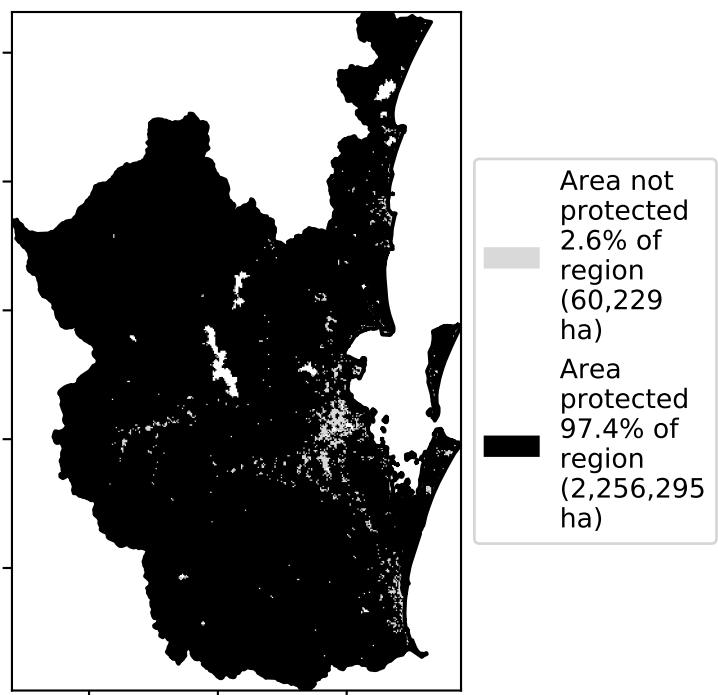 Area not
protected
2.6% of
region
(60,229
ha)
Area
protected
97.4% of
region
(2,256,295
ha)